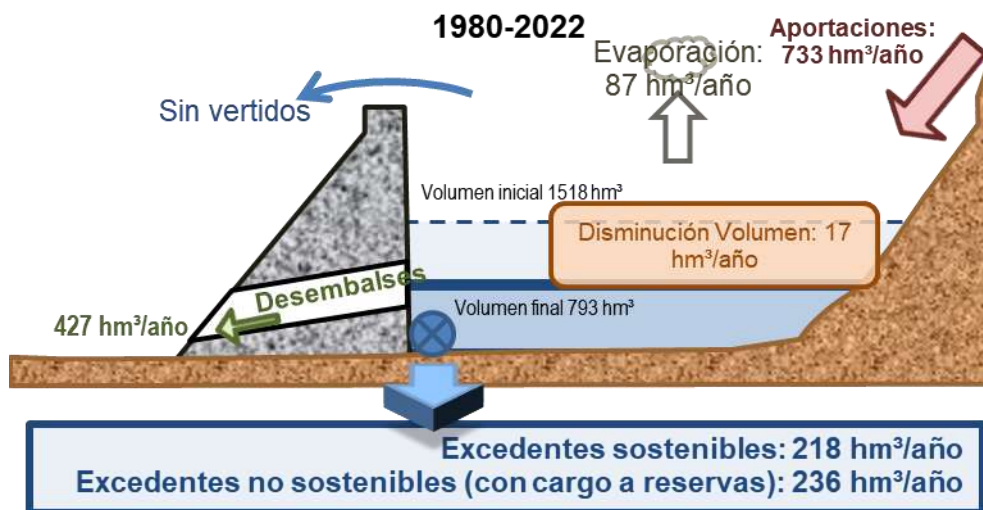 1980-2022
Aportaciones:
733 hm³/año
Evaporación:
87 hm³/año
Sin vertidos
Volumen inicial 1518 hm³
Disminución Volumen: 17
hm³/año
Desembalses
427 hm³/año
Volumen final 793 hm³
Excedentes sostenibles: 218 hm³/año
Excedentes no sostenibles (con cargo a reservas): 236 hm³/año